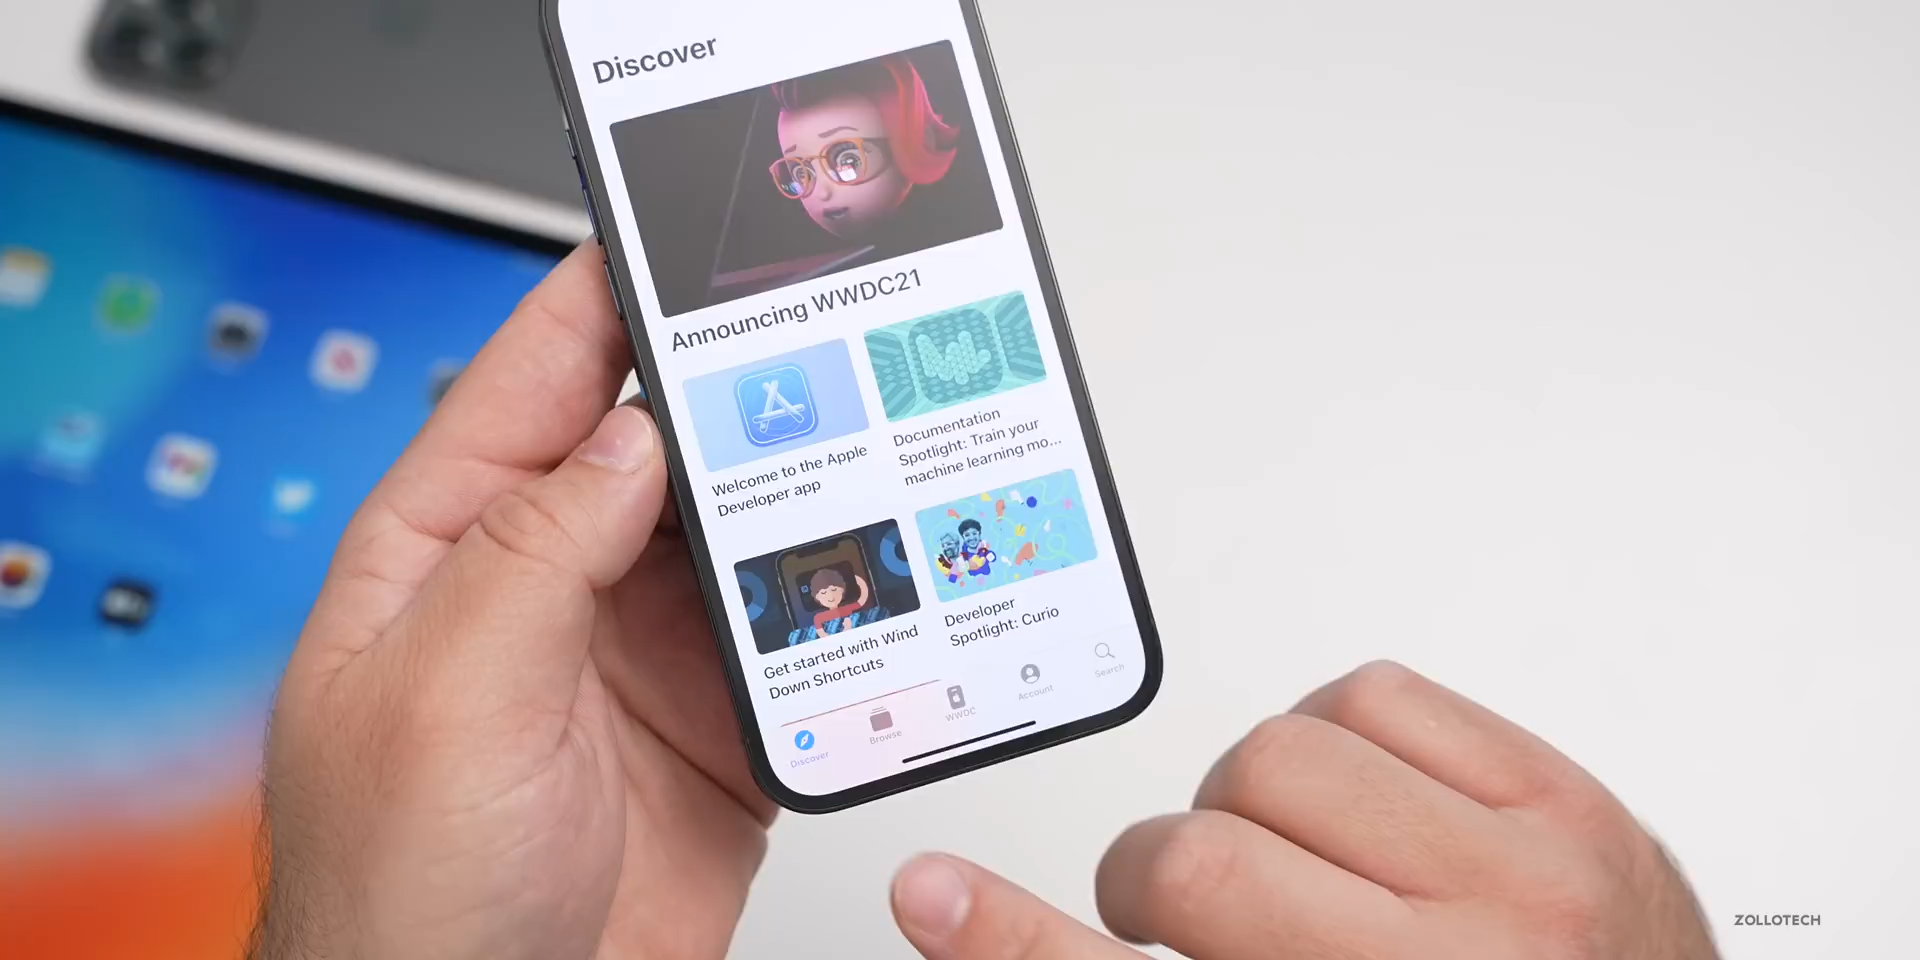 Discover
Announcing WWDC21
Welcome to the Apple
Developer app
Documentation
Spotlight: Train your
machine learning mo...
Get started with Wind
Down Shortcuts
Developer
Spotlight: Curio
Discover
Browse
WWDC
Account
Search
ZOLLOTECH